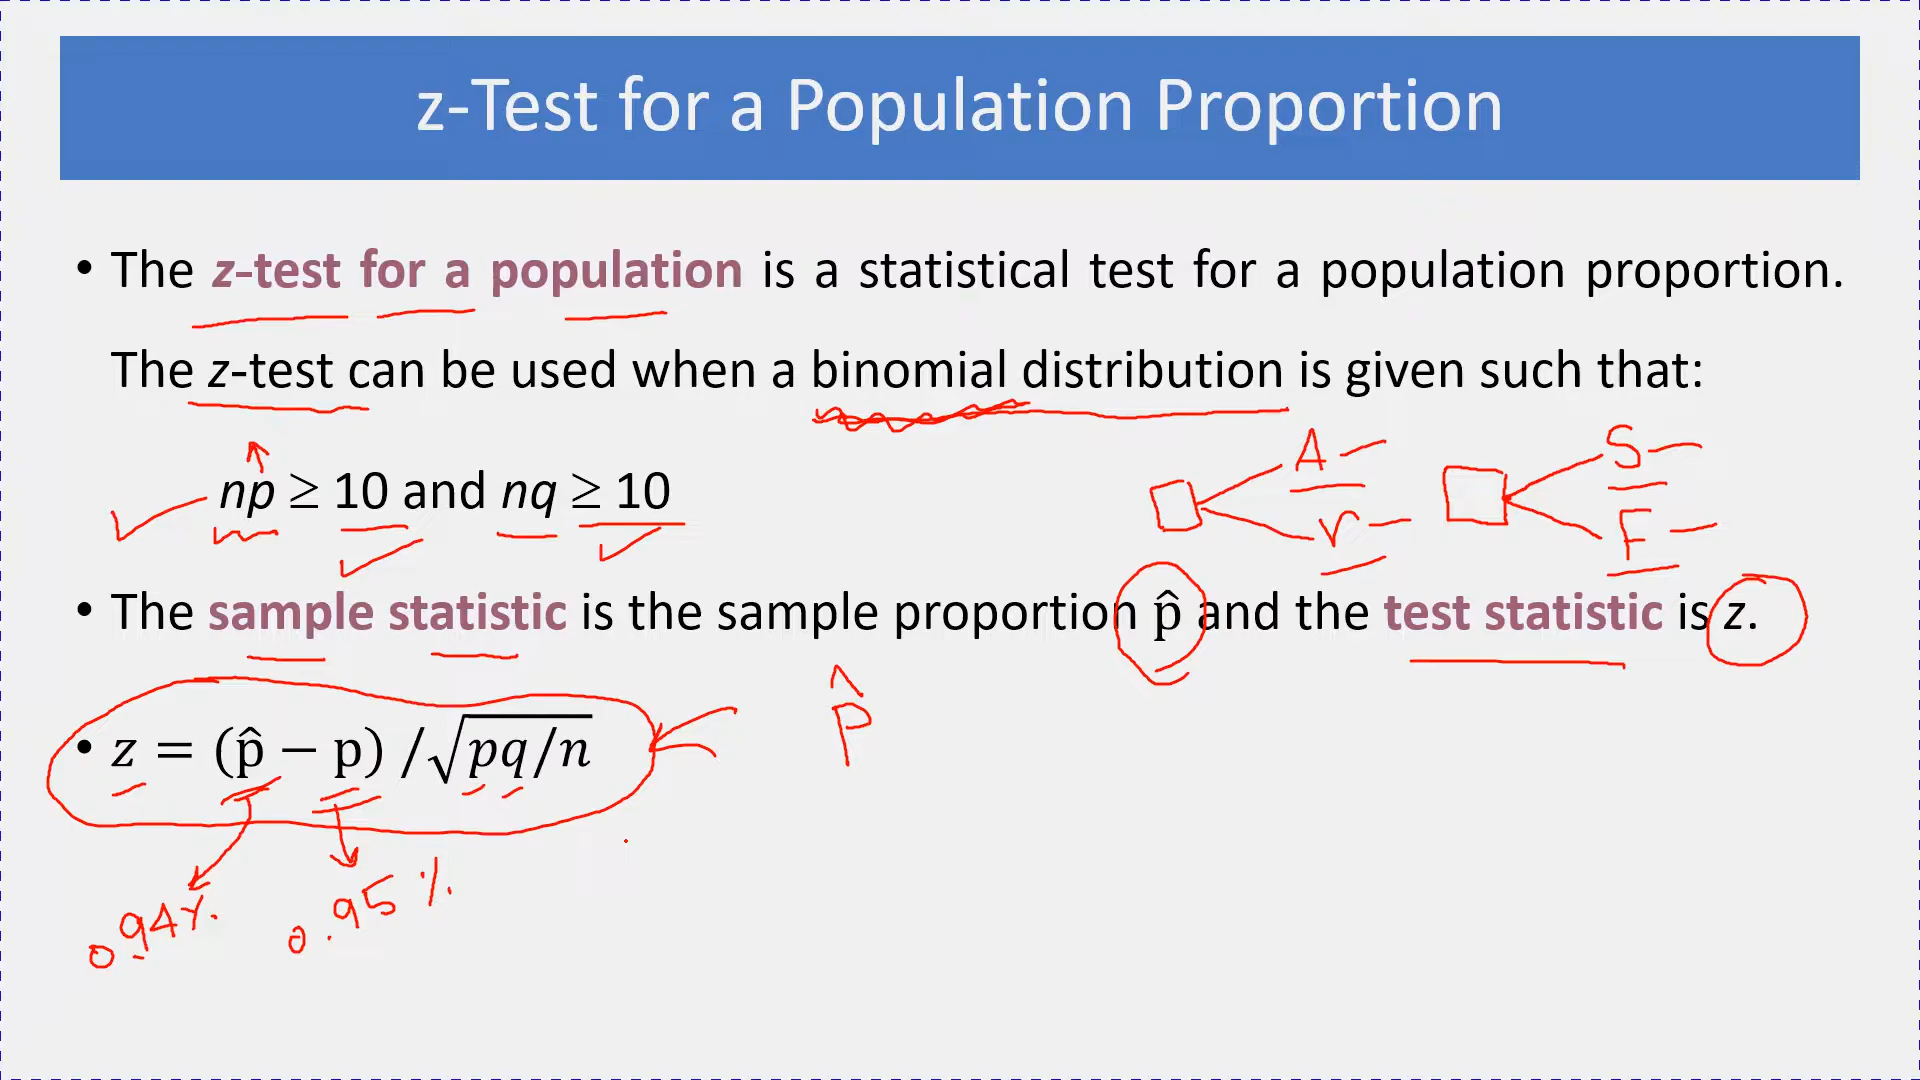 z-Test for a Population Proportion
• The z-test for a population is a statistical test for a population proportion.
The z-test can be used when a binomial distribution is given such that:
np ≥ 10 and nq ≥ 10
A
S
F
• The sample statistic is the sample proportion p̂ and the test statistic is z.
p̂
• z = (p̂ − p) /√pq/n
0.94%
0.95 %